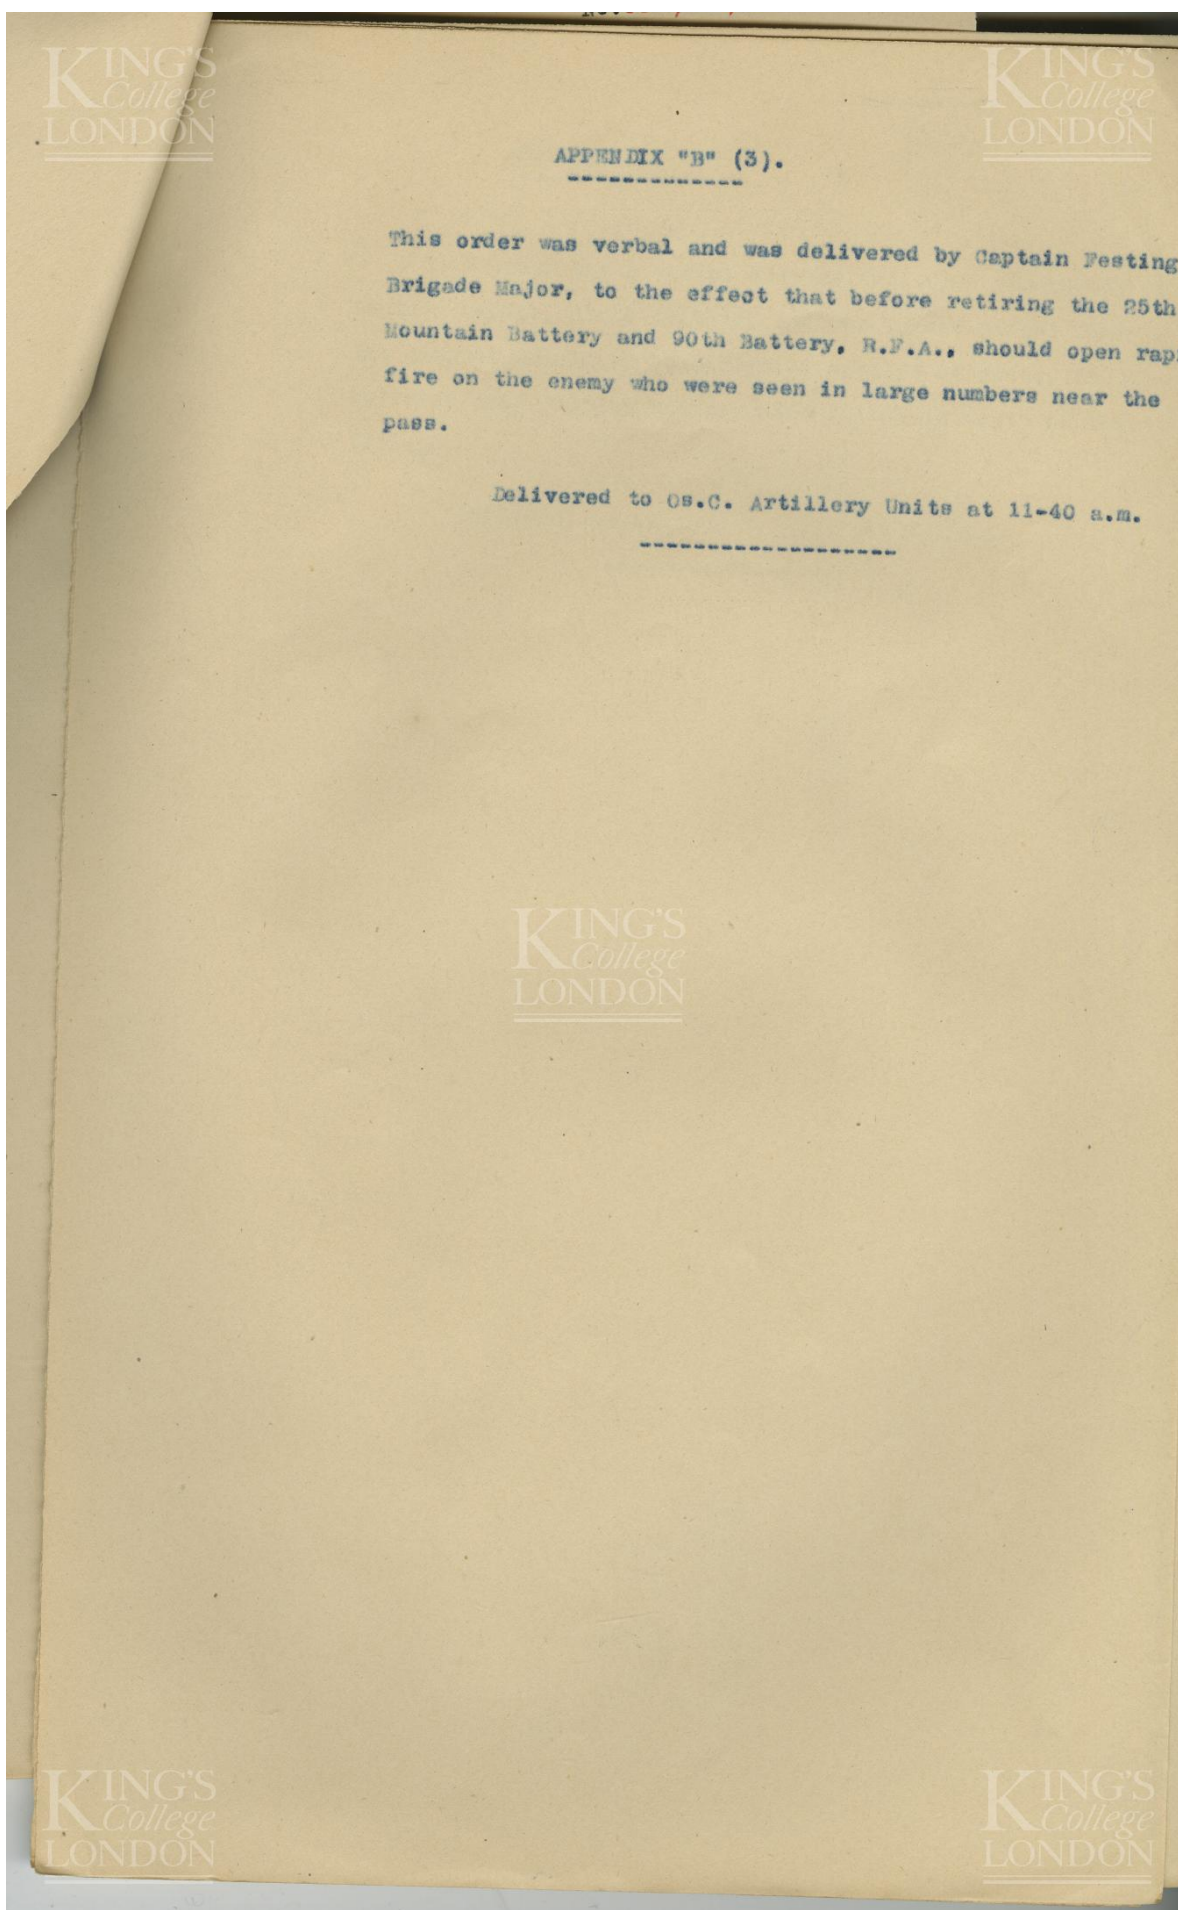 KING'S
College
LONDON
KING'S
College
LONDON
APPENDIX "B" (3).
This order was verbal and was delivered by Captain Festing
Brigade Major, to the effect that before retiring the 25th
Mountain Battery and 90th Battery, R.F.A., should open rap
fire on the enemy who were seen in large numbers near the
pass.
Delivered to Os.C. Artillery Units at 11-40 a.m.
KING'S
College
LONDON
KING'S
College
LONDON
KING'S
College
LONDON